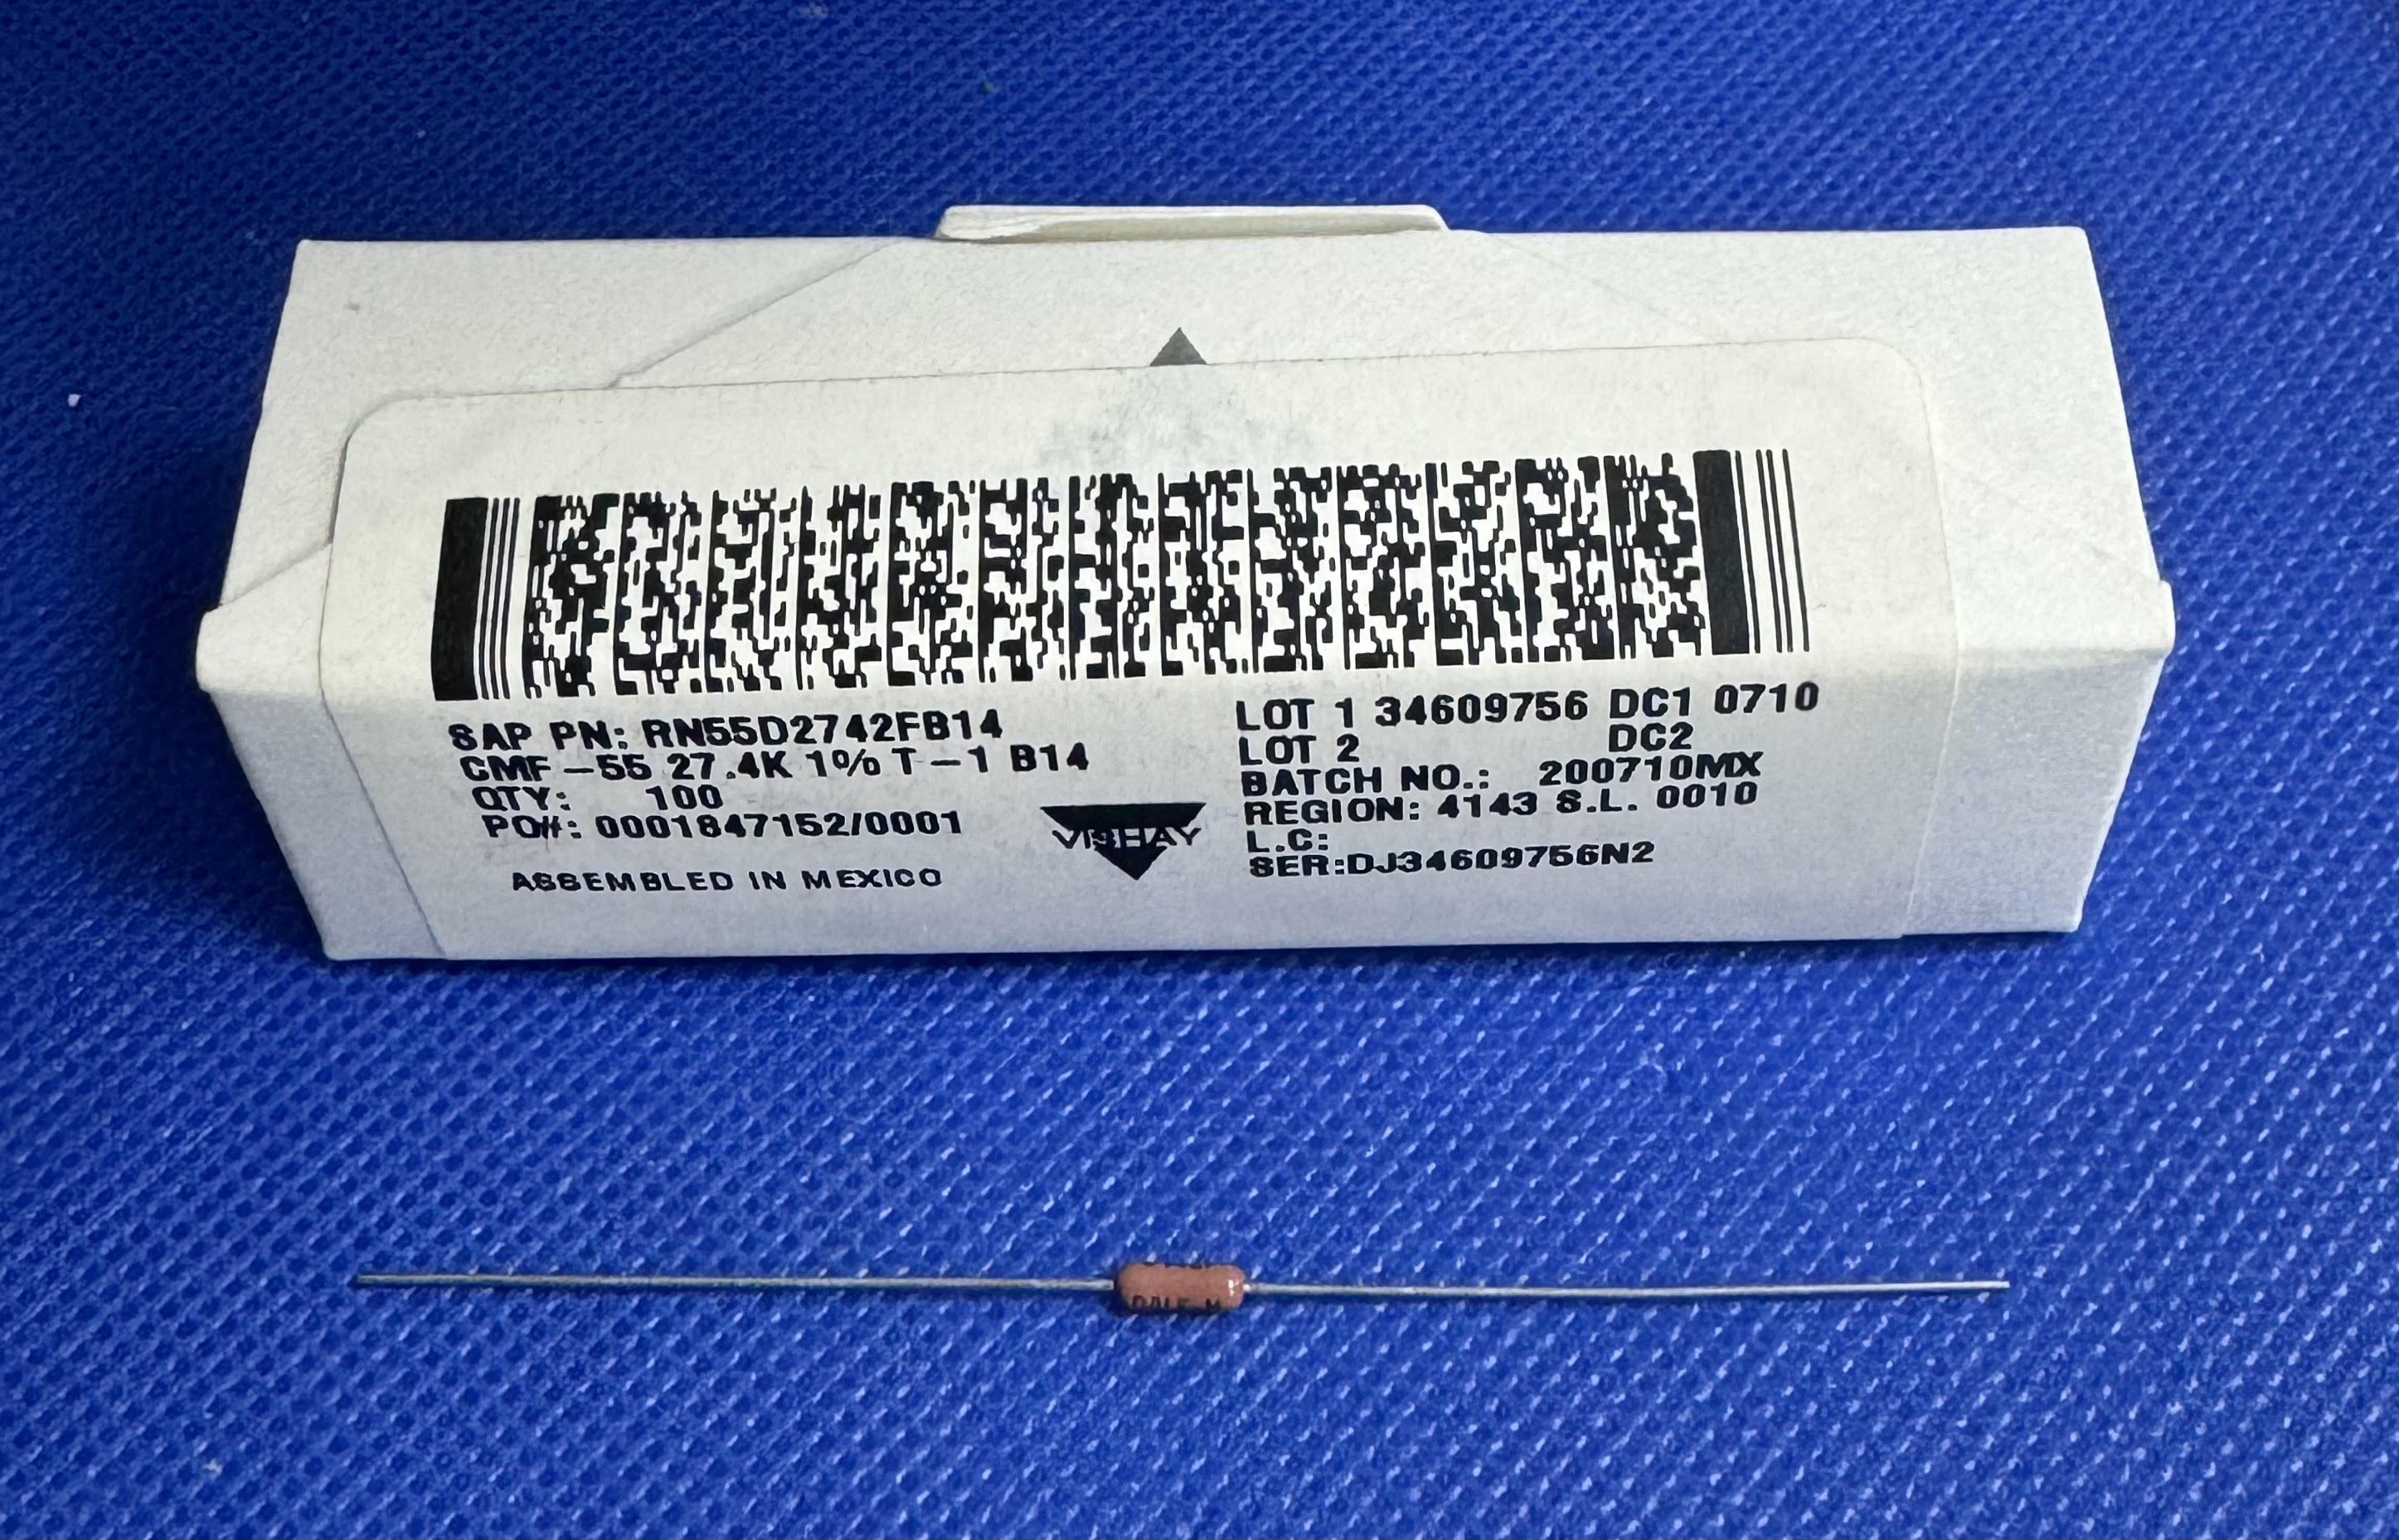 SAP PN: RN55D2742FB14
CMF-55 27.4K 1% T-1 B14
QTY: 100
PO#: 0001847152/0001
ASSEMBLED IN MEXICO
VISHAY
LOT 1 34609756 DC1 0710
LOT 2 DC2
BATCH NO.: 200710MX
REGION: 4143 S.L. 0010
L.C:
SER:DJ34609756N2
DALE